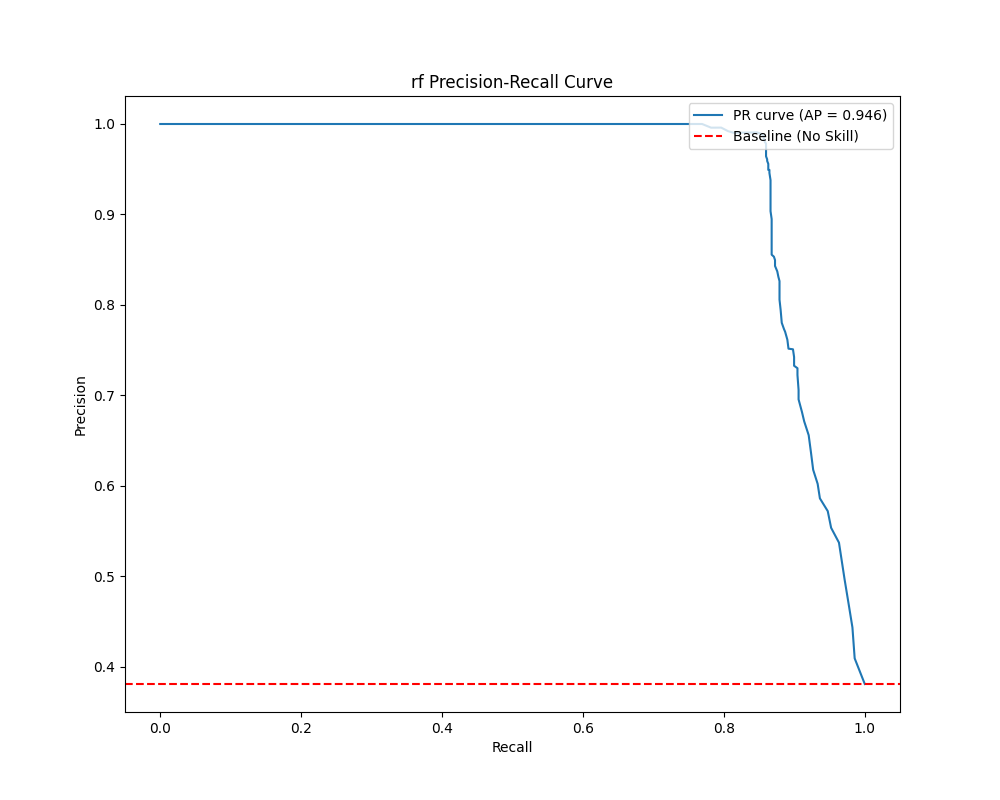 rf Precision-Recall Curve
PR curve (AP = 0.946)
Baseline (No Skill)
1.0
0.9
0.8
0.7
0.6
0.5
0.4
Precision
0.0 0.2 0.4 0.6 0.8 1.0
Recall